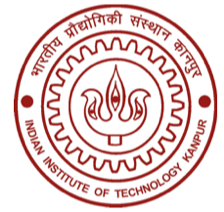 भारतीय प्रौद्योगिकी संस्थान कानपुर
INDIAN INSTITUTE OF TECHNOLOGY KANPUR